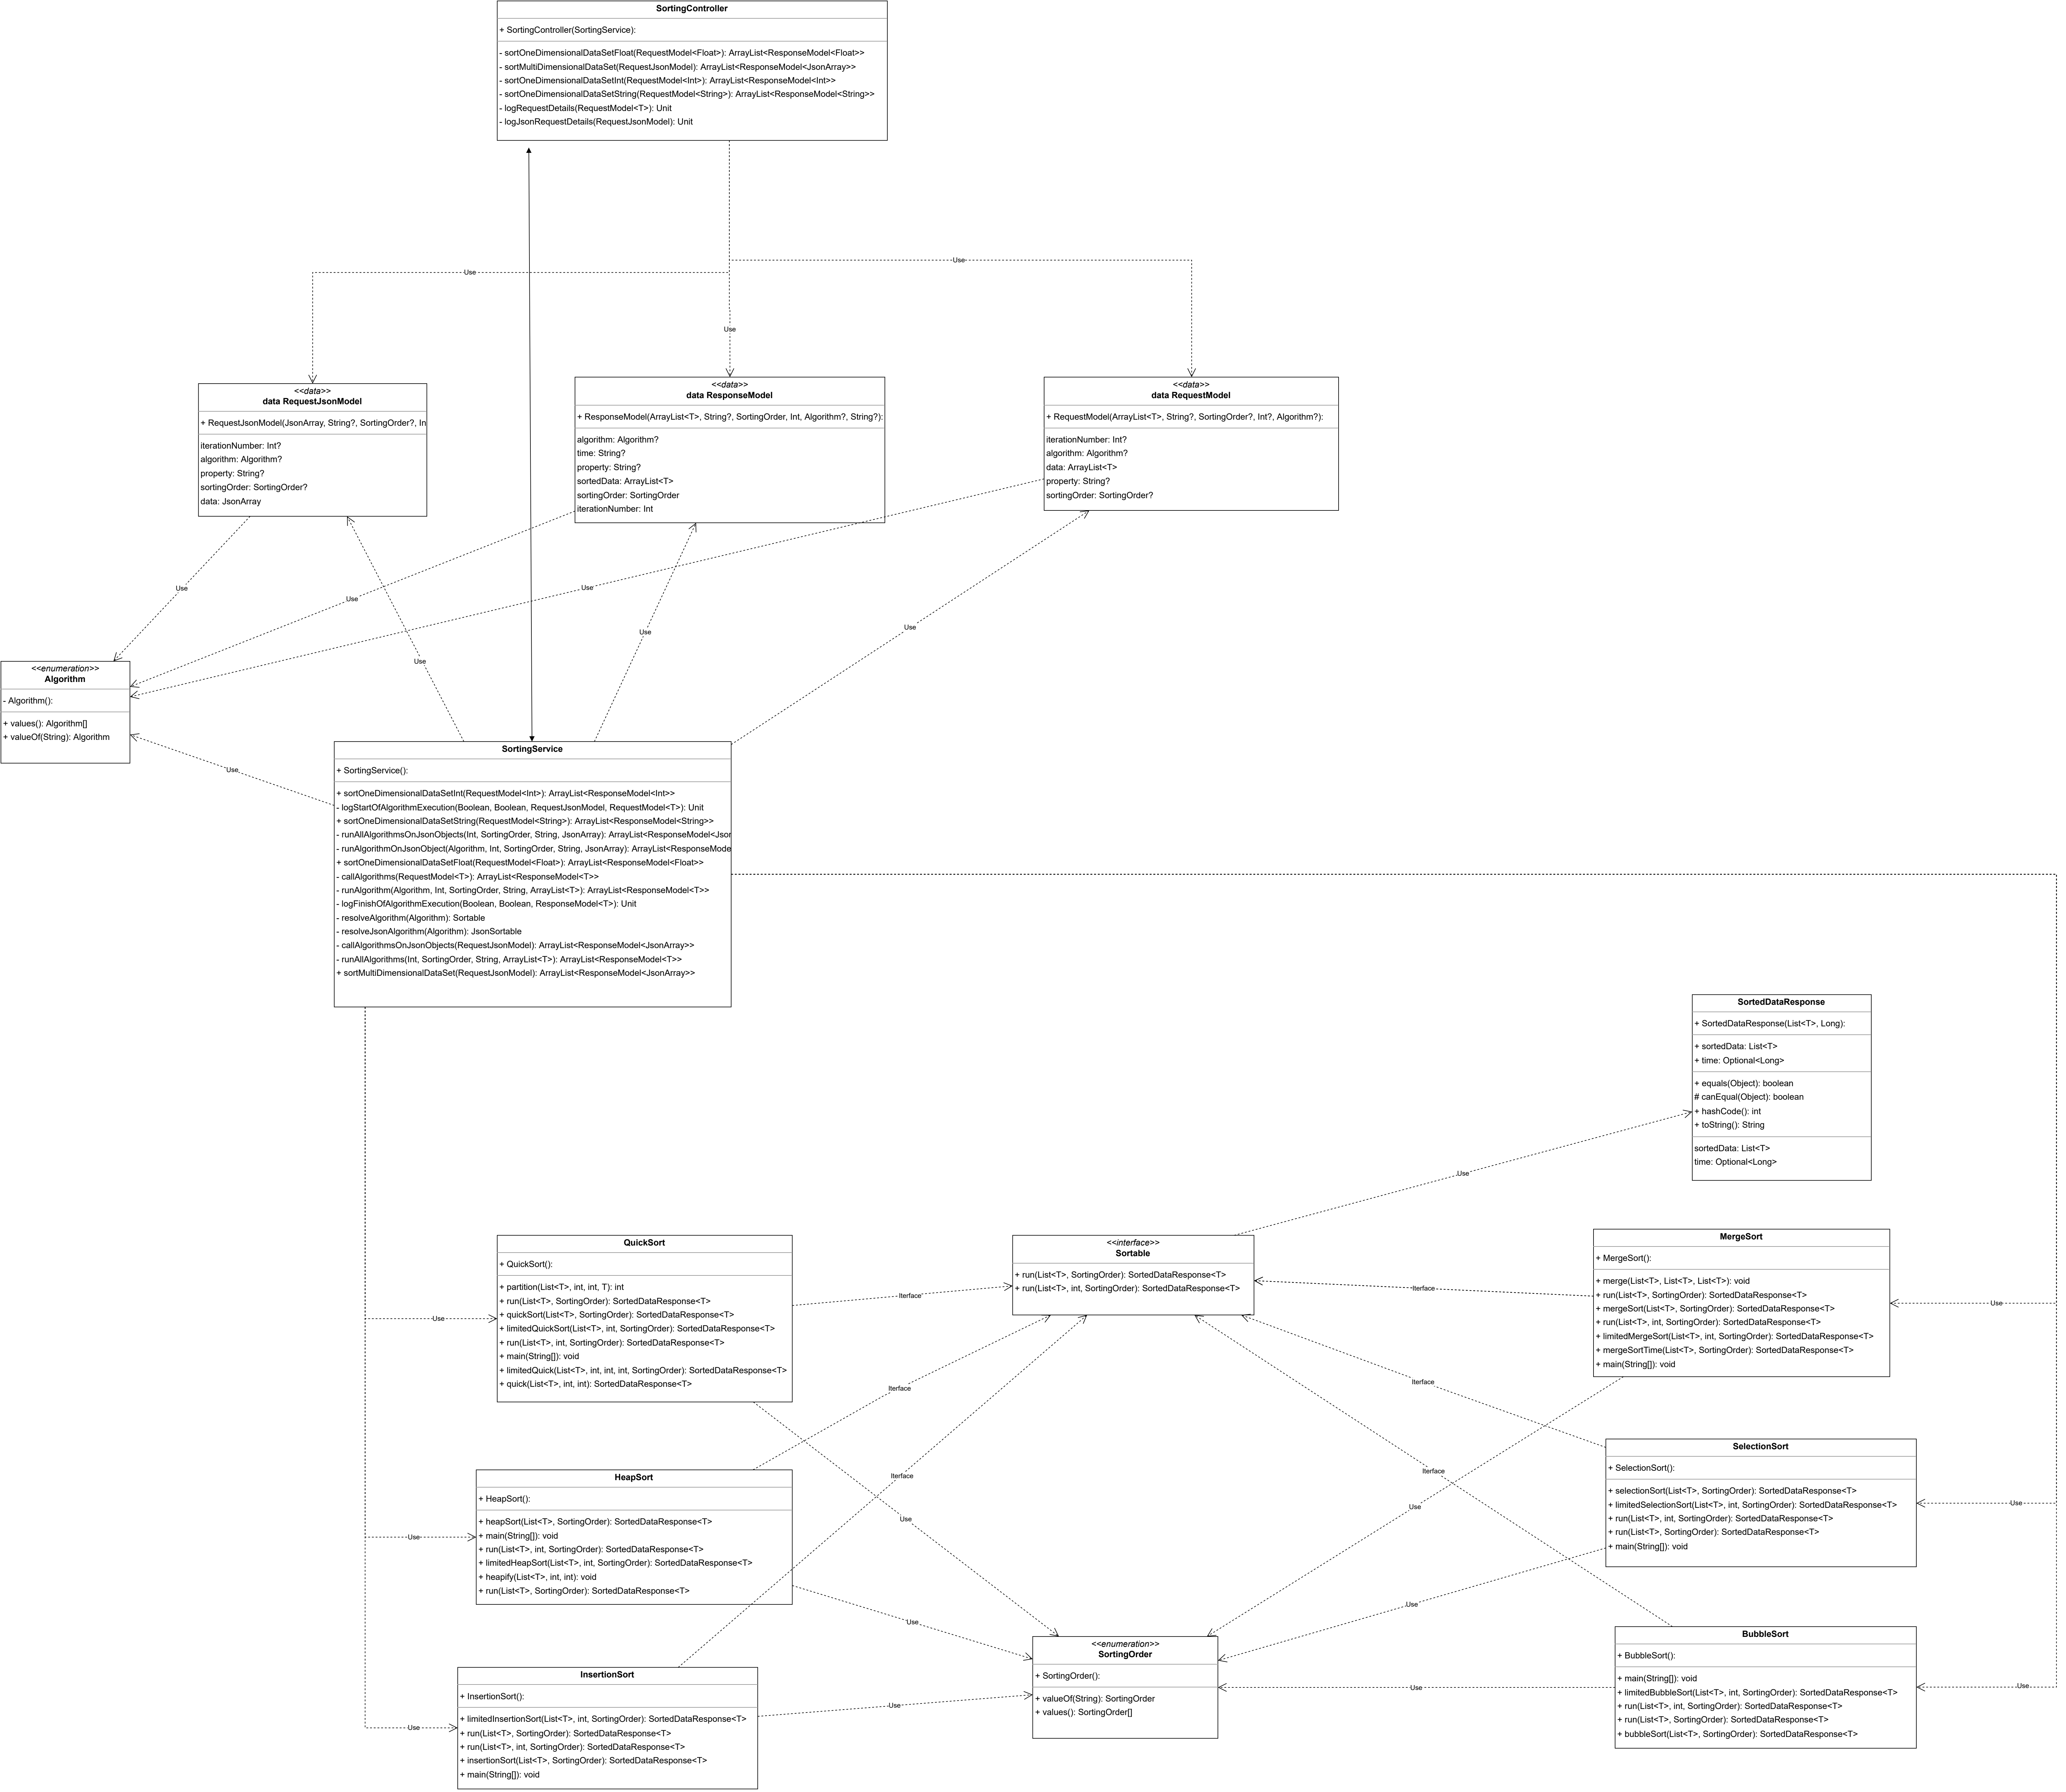 SortingController
+ SortingController(SortingService):
- sortOneDimensionalDataSetFloat(RequestModel<Float>): ArrayList<ResponseModel<Float>>
- sortMultiDimensionalDataSet(RequestJsonModel): ArrayList<ResponseModel<JsonArray>>
- sortOneDimensionalDataSetInt(RequestModel<Int>): ArrayList<ResponseModel<Int>>
- sortOneDimensionalDataSetString(RequestModel<String>): ArrayList<ResponseModel<String>>
- logRequestDetails(RequestModel<T>): Unit
- logJsonRequestDetails(RequestJsonModel): Unit
Use
Use
Use
<<data>>
data RequestJsonModel
+ RequestJsonModel(JsonArray, String?, SortingOrder?, In
iterationNumber: Int?
algorithm: Algorithm?
property: String?
sortingOrder: SortingOrder?
data: JsonArray
<<data>>
data ResponseModel
+ ResponseModel(ArrayList<T>, String?, SortingOrder, Int, Algorithm?, String?):
algorithm: Algorithm?
time: String?
property: String?
sortedData: ArrayList<T>
sortingOrder: SortingOrder
iterationNumber: Int
<<data>>
data RequestModel
+ RequestModel(ArrayList<T>, String?, SortingOrder?, Int?, Algorithm?):
iterationNumber: Int?
algorithm: Algorithm?
data: ArrayList<T>
property: String?
sortingOrder: SortingOrder?
Use
Use
Use
Use
Use
Use
Use
<<enumeration>>
Algorithm
- Algorithm():
+ values(): Algorithm[]
+ valueOf(String): Algorithm
SortingService
+ SortingService():
+ sortOneDimensionalDataSetInt(RequestModel<Int>): ArrayList<ResponseModel<Int>>
- logStartOfAlgorithmExecution(Boolean, Boolean, RequestJsonModel, RequestModel<T>): Unit
+ sortOneDimensionalDataSetString(RequestModel<String>): ArrayList<ResponseModel<String>>
- runAllAlgorithmsOnJsonObjects(Int, SortingOrder, String, JsonArray): ArrayList<ResponseModel<Jsor
- runAlgorithmOnJsonObject(Algorithm, Int, SortingOrder, String, JsonArray): ArrayList<ResponseMode
+ sortOneDimensionalDataSetFloat(RequestModel<Float>): ArrayList<ResponseModel<Float>>
- callAlgorithms(RequestModel<T>): ArrayList<ResponseModel<T>>
- runAlgorithm(Algorithm, Int, SortingOrder, String, ArrayList<T>): ArrayList<ResponseModel<T>>
- logFinishOfAlgorithmExecution(Boolean, Boolean, ResponseModel<T>): Unit
- resolveAlgorithm(Algorithm): Sortable
- resolveJsonAlgorithm(Algorithm): JsonSortable
- callAlgorithmsOnJsonObjects(RequestJsonModel): ArrayList<ResponseModel<JsonArray>>
- runAllAlgorithms(Int, SortingOrder, String, ArrayList<T>): ArrayList<ResponseModel<T>>
+ sortMultiDimensionalDataSet(RequestJsonModel): ArrayList<ResponseModel<JsonArray>>
SortedDataResponse
+ SortedDataResponse(List<T>, Long):
+ sortedData: List<T>
+ time: Optional<Long>
+ equals(Object): boolean
# canEqual(Object): boolean
+ hashCode(): int
+ toString(): String
sortedData: List<T>
time: Optional<Long>
Use
QuickSort
+ QuickSort():
+ partition(List<T>, int, int, T): int
+ run(List<T>, SortingOrder): SortedDataResponse<T>
+ quickSort(List<T>, SortingOrder): SortedDataResponse<T>
+ limitedQuickSort(List<T>, int, SortingOrder): SortedDataResponse<T>
+ run(List<T>, int, SortingOrder): SortedDataResponse<T>
+ main(String[]): void
+ limitedQuick(List<T>, int, int, int, SortingOrder): SortedDataResponse<T>
+ quick(List<T>, int, int): SortedDataResponse<T>
<<interface>>
Sortable
+ run(List<T>, SortingOrder): SortedDataResponse<T>
+ run(List<T>, int, SortingOrder): SortedDataResponse<T>
MergeSort
+ MergeSort():
+ merge(List<T>, List<T>, List<T>): void
+ run(List<T>, SortingOrder): SortedDataResponse<T>
+ mergeSort(List<T>, SortingOrder): SortedDataResponse<T>
+ run(List<T>, int, SortingOrder): SortedDataResponse<T>
+ limitedMergeSort(List<T>, int, SortingOrder): SortedDataResponse<T>
+ mergeSortTime(List<T>, SortingOrder): SortedDataResponse<T>
+ main(String[]): void
Use
Iterface
Iterface
Use
Iterface
Iterface
HeapSort
+ HeapSort():
+ heapSort(List<T>, SortingOrder): SortedDataResponse<T>
+ main(String[]): void
+ run(List<T>, int, SortingOrder): SortedDataResponse<T>
+ limitedHeapSort(List<T>, int, SortingOrder): SortedDataResponse<T>
+ heapify(List<T>, int, int): void
+ run(List<T>, SortingOrder): SortedDataResponse<T>
SelectionSort
+ SelectionSort():
+ selectionSort(List<T>, SortingOrder): SortedDataResponse<T>
+ limitedSelectionSort(List<T>, int, SortingOrder): SortedDataResponse<T>
+ run(List<T>, int, SortingOrder): SortedDataResponse<T>
+ run(List<T>, SortingOrder): SortedDataResponse<T>
+ main(String[]): void
Iterface
Iterface
Use
Use
Use
Use
Use
Use
InsertionSort
+ InsertionSort():
+ limitedInsertionSort(List<T>, int, SortingOrder): SortedDataResponse<T>
+ run(List<T>, SortingOrder): SortedDataResponse<T>
+ run(List<T>, int, SortingOrder): SortedDataResponse<T>
+ insertionSort(List<T>, SortingOrder): SortedDataResponse<T>
+ main(String[]): void
<<enumeration>>
SortingOrder
+ SortingOrder():
+ valueOf(String): SortingOrder
+ values(): SortingOrder[]
BubbleSort
+ BubbleSort():
+ main(String[]): void
+ limitedBubbleSort(List<T>, int, SortingOrder): SortedDataResponse<T>
+ run(List<T>, int, SortingOrder): SortedDataResponse<T>
+ run(List<T>, SortingOrder): SortedDataResponse<T>
+ bubbleSort(List<T>, SortingOrder): SortedDataResponse<T>
Use
Use
Use
Use